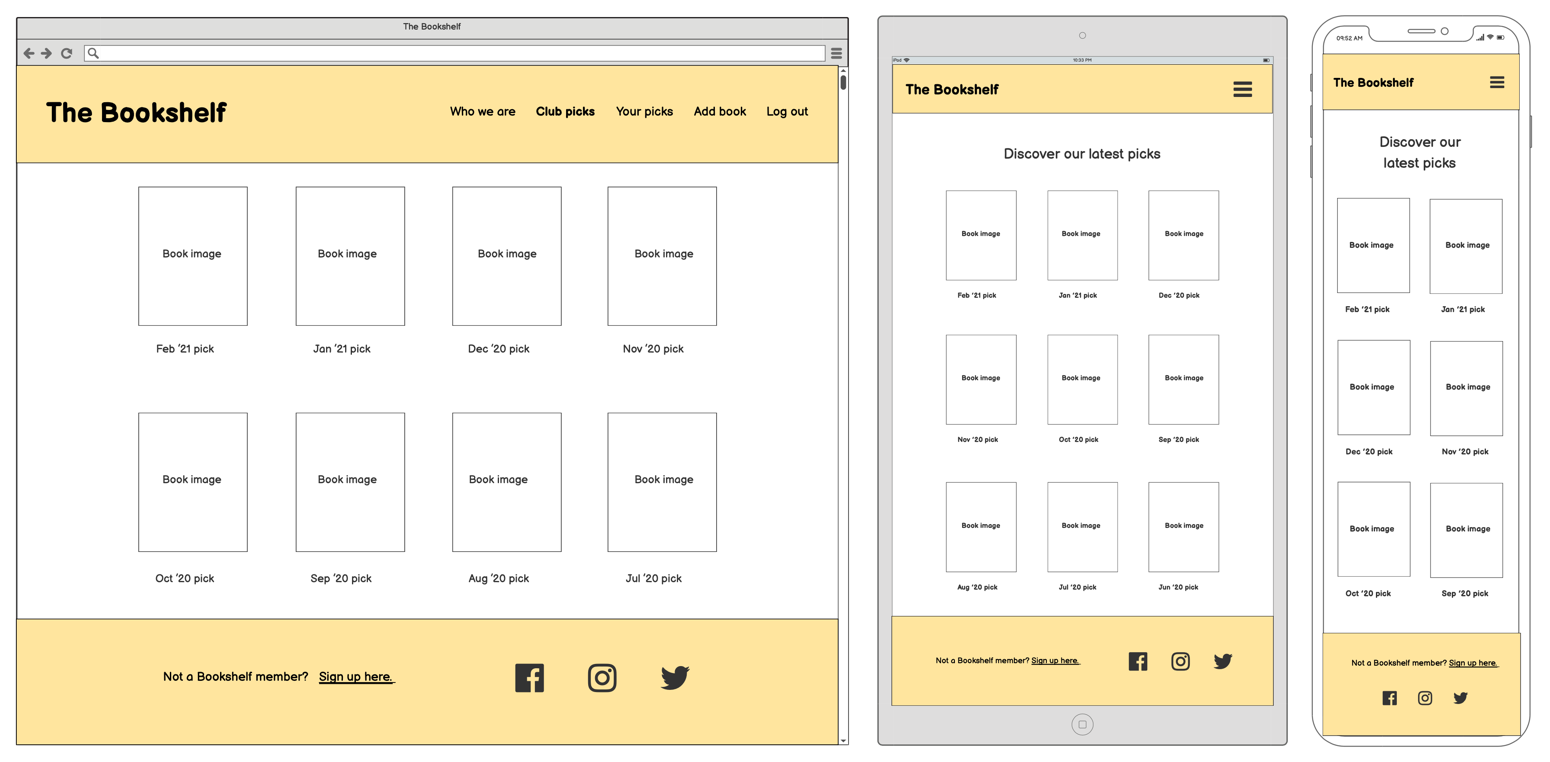 The Bookshelf
The Bookshelf
Who we are Club picks Your picks Add book Log out
Book image Book image Book image Book image
Feb '21 pick Jan '21 pick Dec '20 pick Nov '20 pick
Book image Book image Book image Book image
Oct '20 pick Sep '20 pick Aug '20 pick Jul '20 pick
Not a Bookshelf member? Sign up here.
iPod 10:33 PM
The Bookshelf
Discover our latest picks
Book image Book image Book image
Feb '21 pick Jan '21 pick Dec '20 pick
Book image Book image Book image
Nov '20 pick Oct '20 pick Sep '20 pick
Book image Book image Book image
Aug '20 pick Jul '20 pick Jun '20 pick
Not a Bookshelf member? Sign up here.
09:52 AM
The Bookshelf
Discover our
latest picks
Book image Book image
Feb '21 pick Jan '21 pick
Book image Book image
Dec '20 pick Nov '20 pick
Book image Book image
Oct '20 pick Sep '20 pick
Not a Bookshelf member? Sign up here.